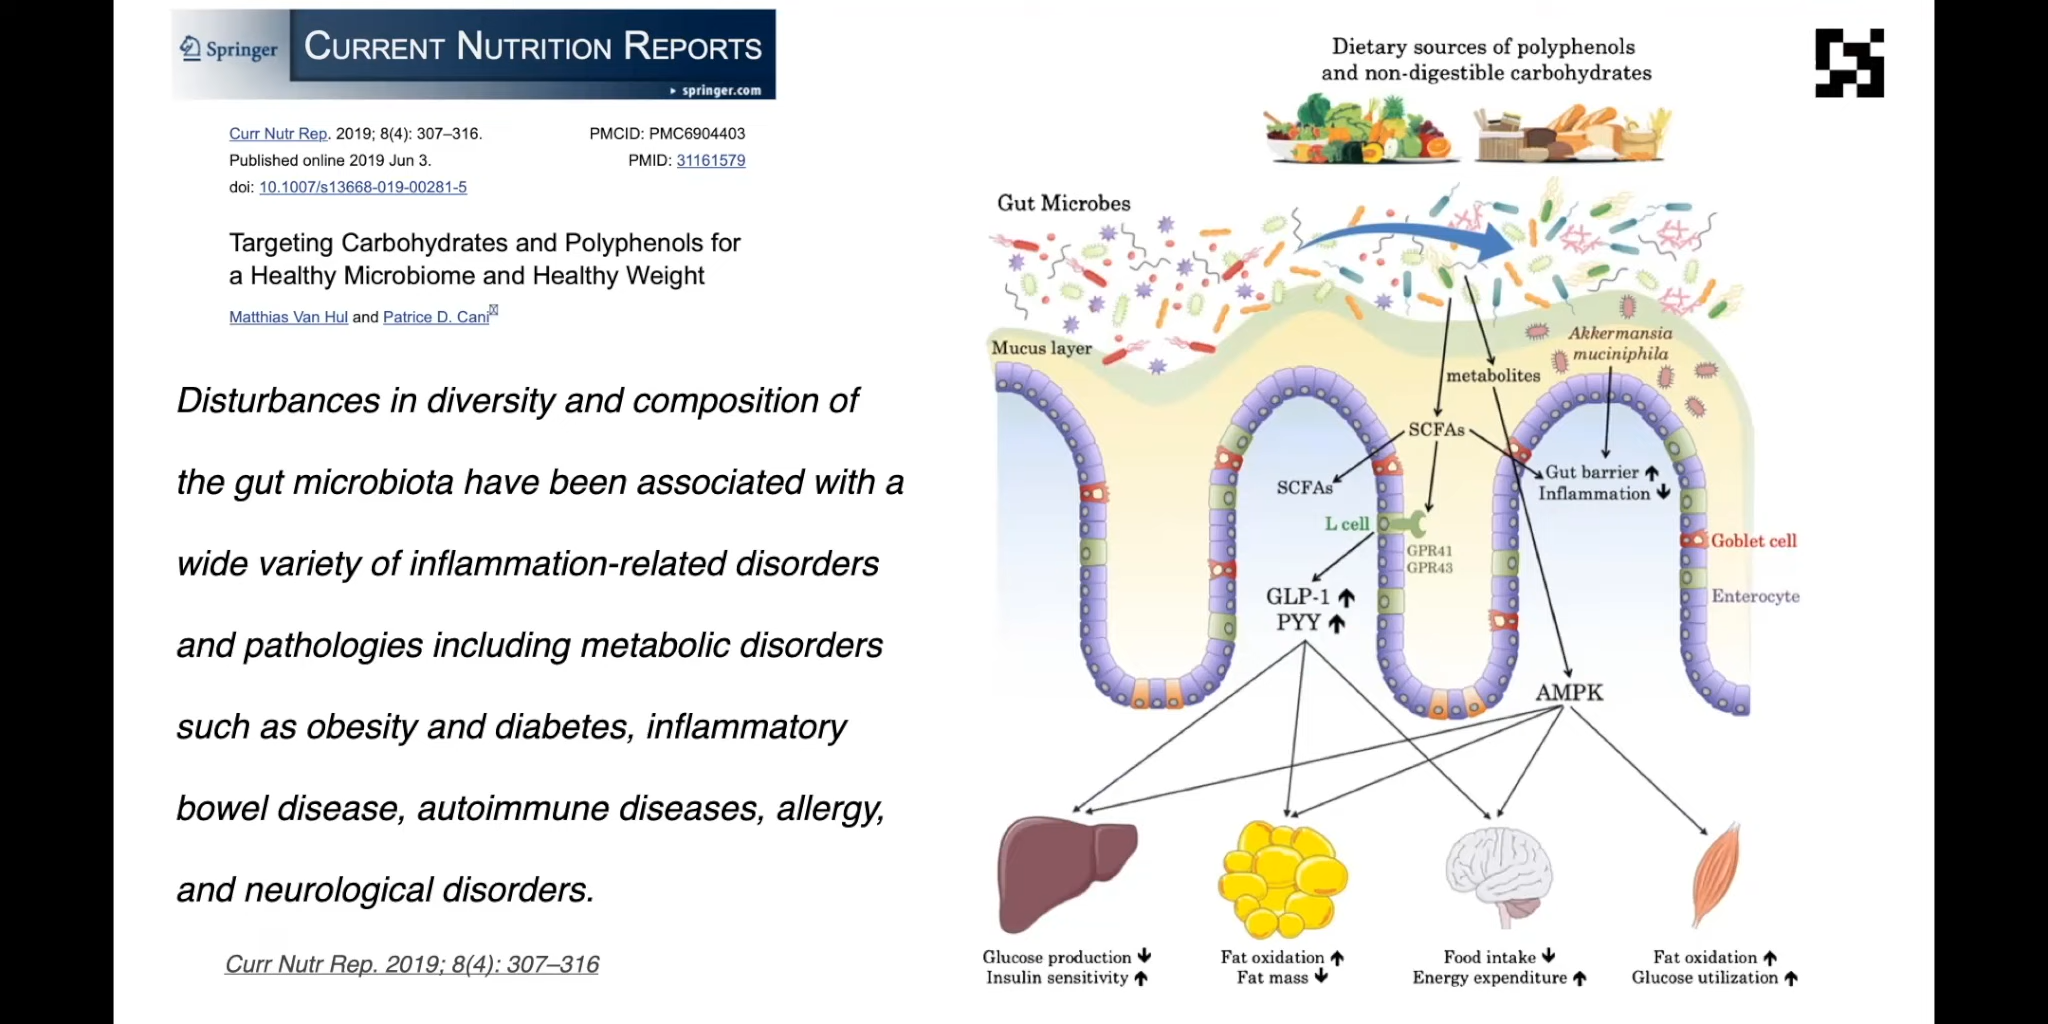 Springer
CURRENT NUTRITION REPORTS
springer.com
Curr Nutr Rep. 2019; 8(4): 307–316.
PMCID: PMC6904403
Published online 2019 Jun 3.
PMID: 31161579
doi: 10.1007/s13668-019-00281-5
Targeting Carbohydrates and Polyphenols for
a Healthy Microbiome and Healthy Weight
Matthias Van Hul and Patrice D. Cani
Disturbances in diversity and composition of
the gut microbiota have been associated with a
wide variety of inflammation-related disorders
and pathologies including metabolic disorders
such as obesity and diabetes, inflammatory
bowel disease, autoimmune diseases, allergy,
and neurological disorders.
Curr Nutr Rep. 2019; 8(4): 307–316
Dietary sources of polyphenols
and non-digestible carbohydrates
Gut Microbes
Mucus layer
Akkermansia
muciniphila
metabolites
SCFAs
SCFAs
Gut barrier ↑
Inflammation ↓
L cell
GPR41
GPR43
Goblet cell
Enterocyte
GLP-1 ↑
PYY ↑
AMPK
Glucose production ↓
Insulin sensitivity ↑
Fat oxidation ↑
Fat mass ↓
Food intake ↓
Energy expenditure ↑
Fat oxidation ↑
Glucose utilization ↑